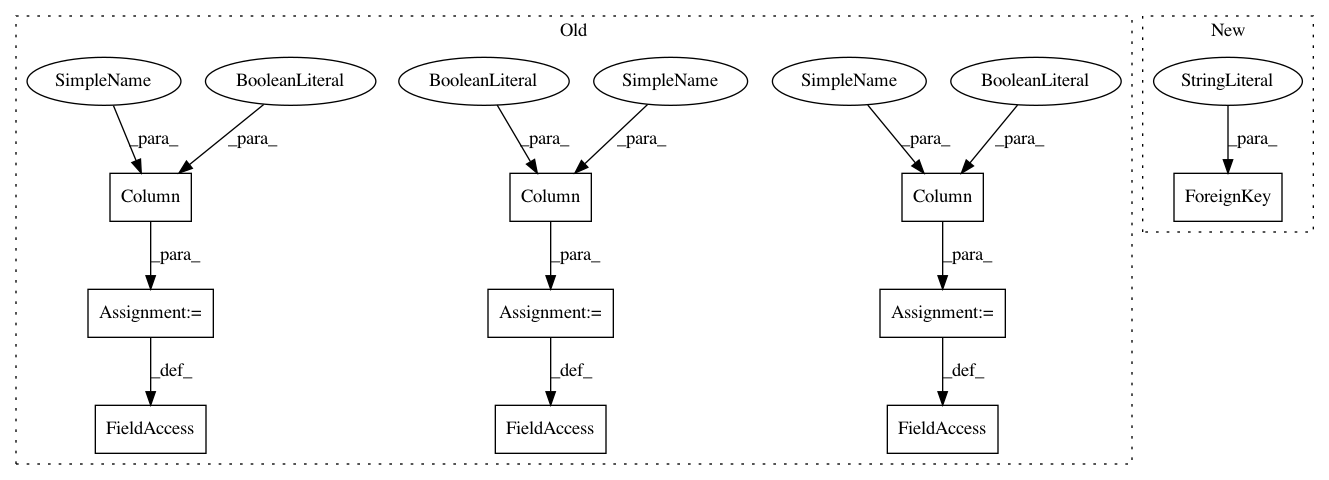 Old
New
SimpleName
BooleanLiteral
BooleanLiteral
SimpleName
SimpleName
BooleanLiteral
StringLiteral
_para_
_para_
_para_
_para_
_para_
_para_
_para_
Column
Column
Column
ForeignKey
_para_
_para_
_para_
Assignment:=
Assignment:=
Assignment:=
_def_
_def_
_def_
FieldAccess
FieldAccess
FieldAccess